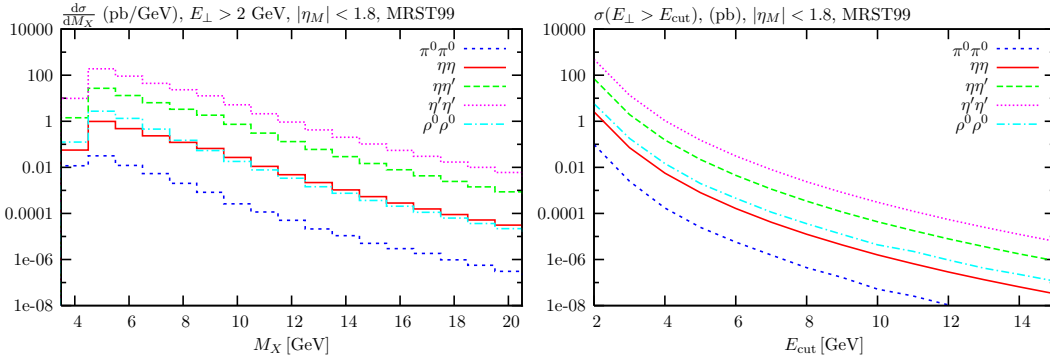 dσ/dM_X (pb/GeV), E_⊥ > 2 GeV, |η_M| < 1.8, MRST99
10000
100
1
0.01
0.0001
1e-06
1e-08
π⁰π⁰
ηη
ηη′
η′η′
ρ⁰ρ⁰
4 6 8 10 12 14 16 18 20
M_X [GeV]
σ(E_⊥ > E_cut), (pb), |η_M| < 1.8, MRST99
10000
100
1
0.01
0.0001
1e-06
1e-08
π⁰π⁰
ηη
ηη′
η′η′
ρ⁰ρ⁰
2 4 6 8 10 12 14
E_cut [GeV]